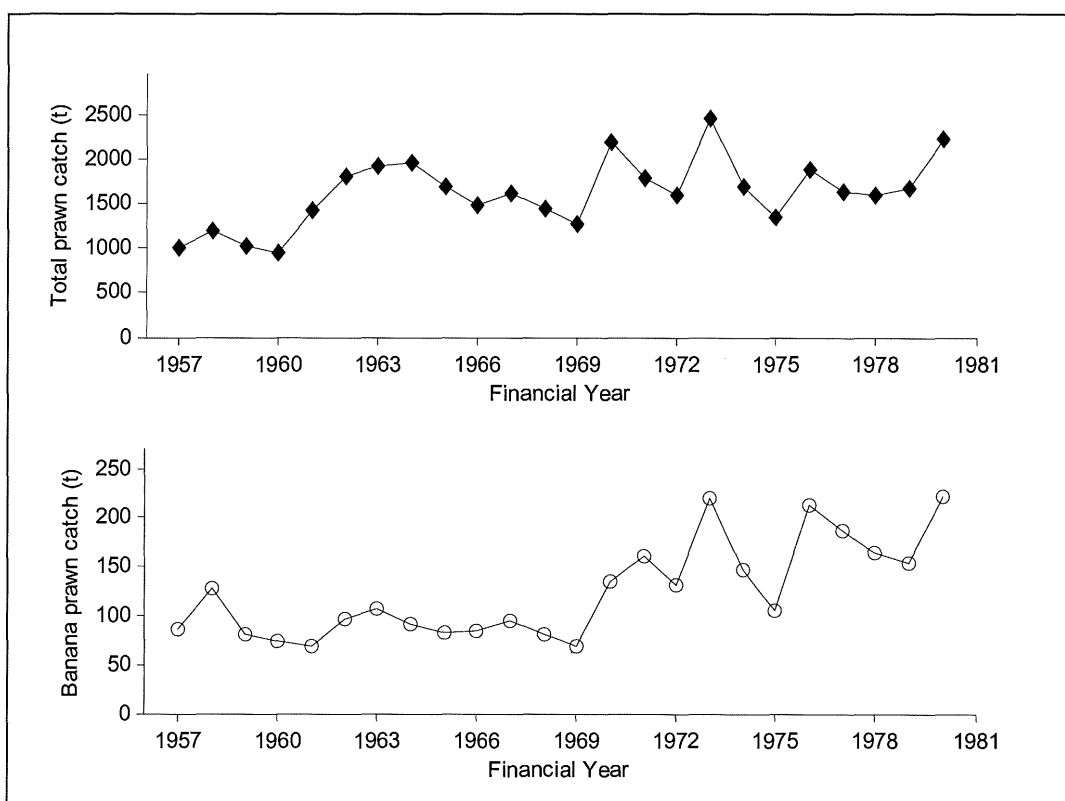 Total prawn catch (t)
2500
2000
1500
1000
500
0
1957 1960 1963 1966 1969 1972 1975 1978 1981
Financial Year
Banana prawn catch (t)
250
200
150
100
50
0
1957 1960 1963 1966 1969 1972 1975 1978 1981
Financial Year